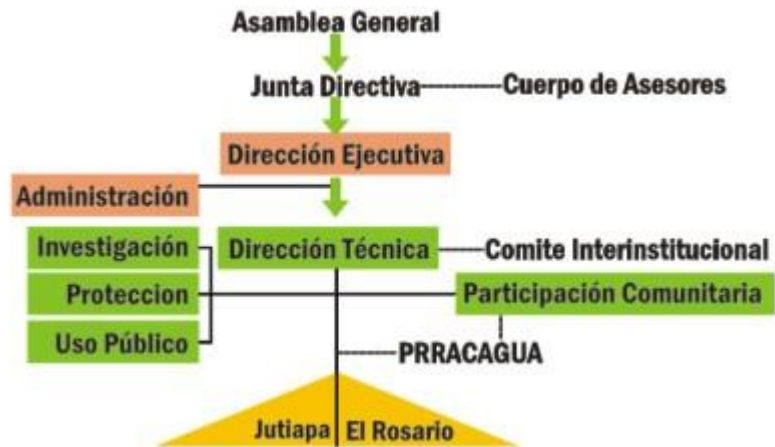 Asamblea General
Junta Directiva
Cuerpo de Asesores
Dirección Ejecutiva
Administración
Investigación
Dirección Técnica
Comite Interinstitucional
Proteccion
Participación Comunitaria
Uso Público
PRRACAGUA
Jutiapa
El Rosario